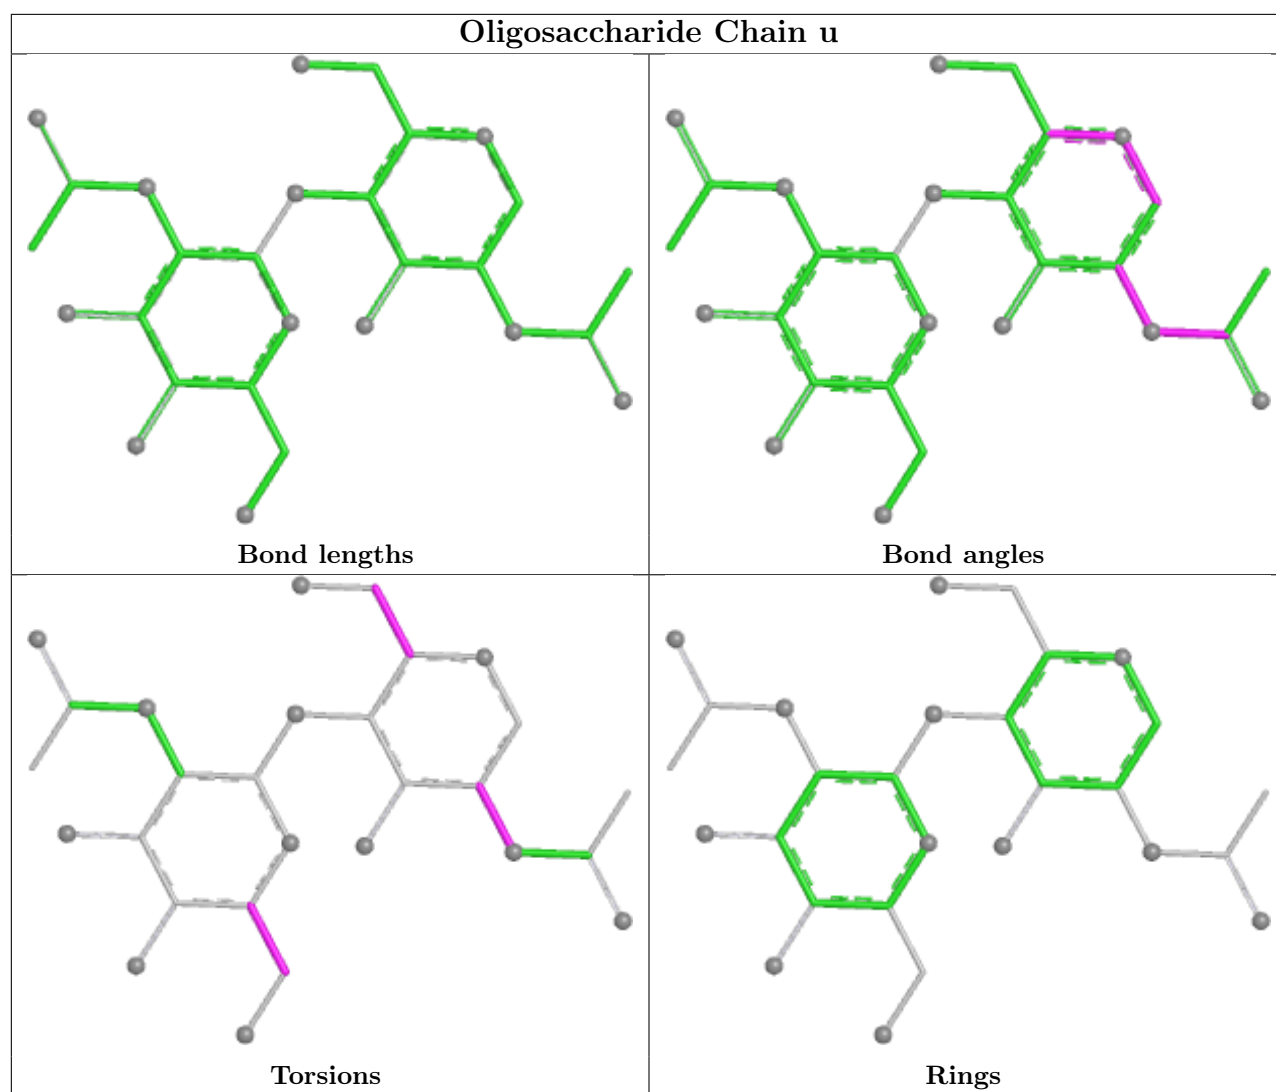 Oligosaccharide Chain u
Bond lengths
Bond angles
Torsions
Rings